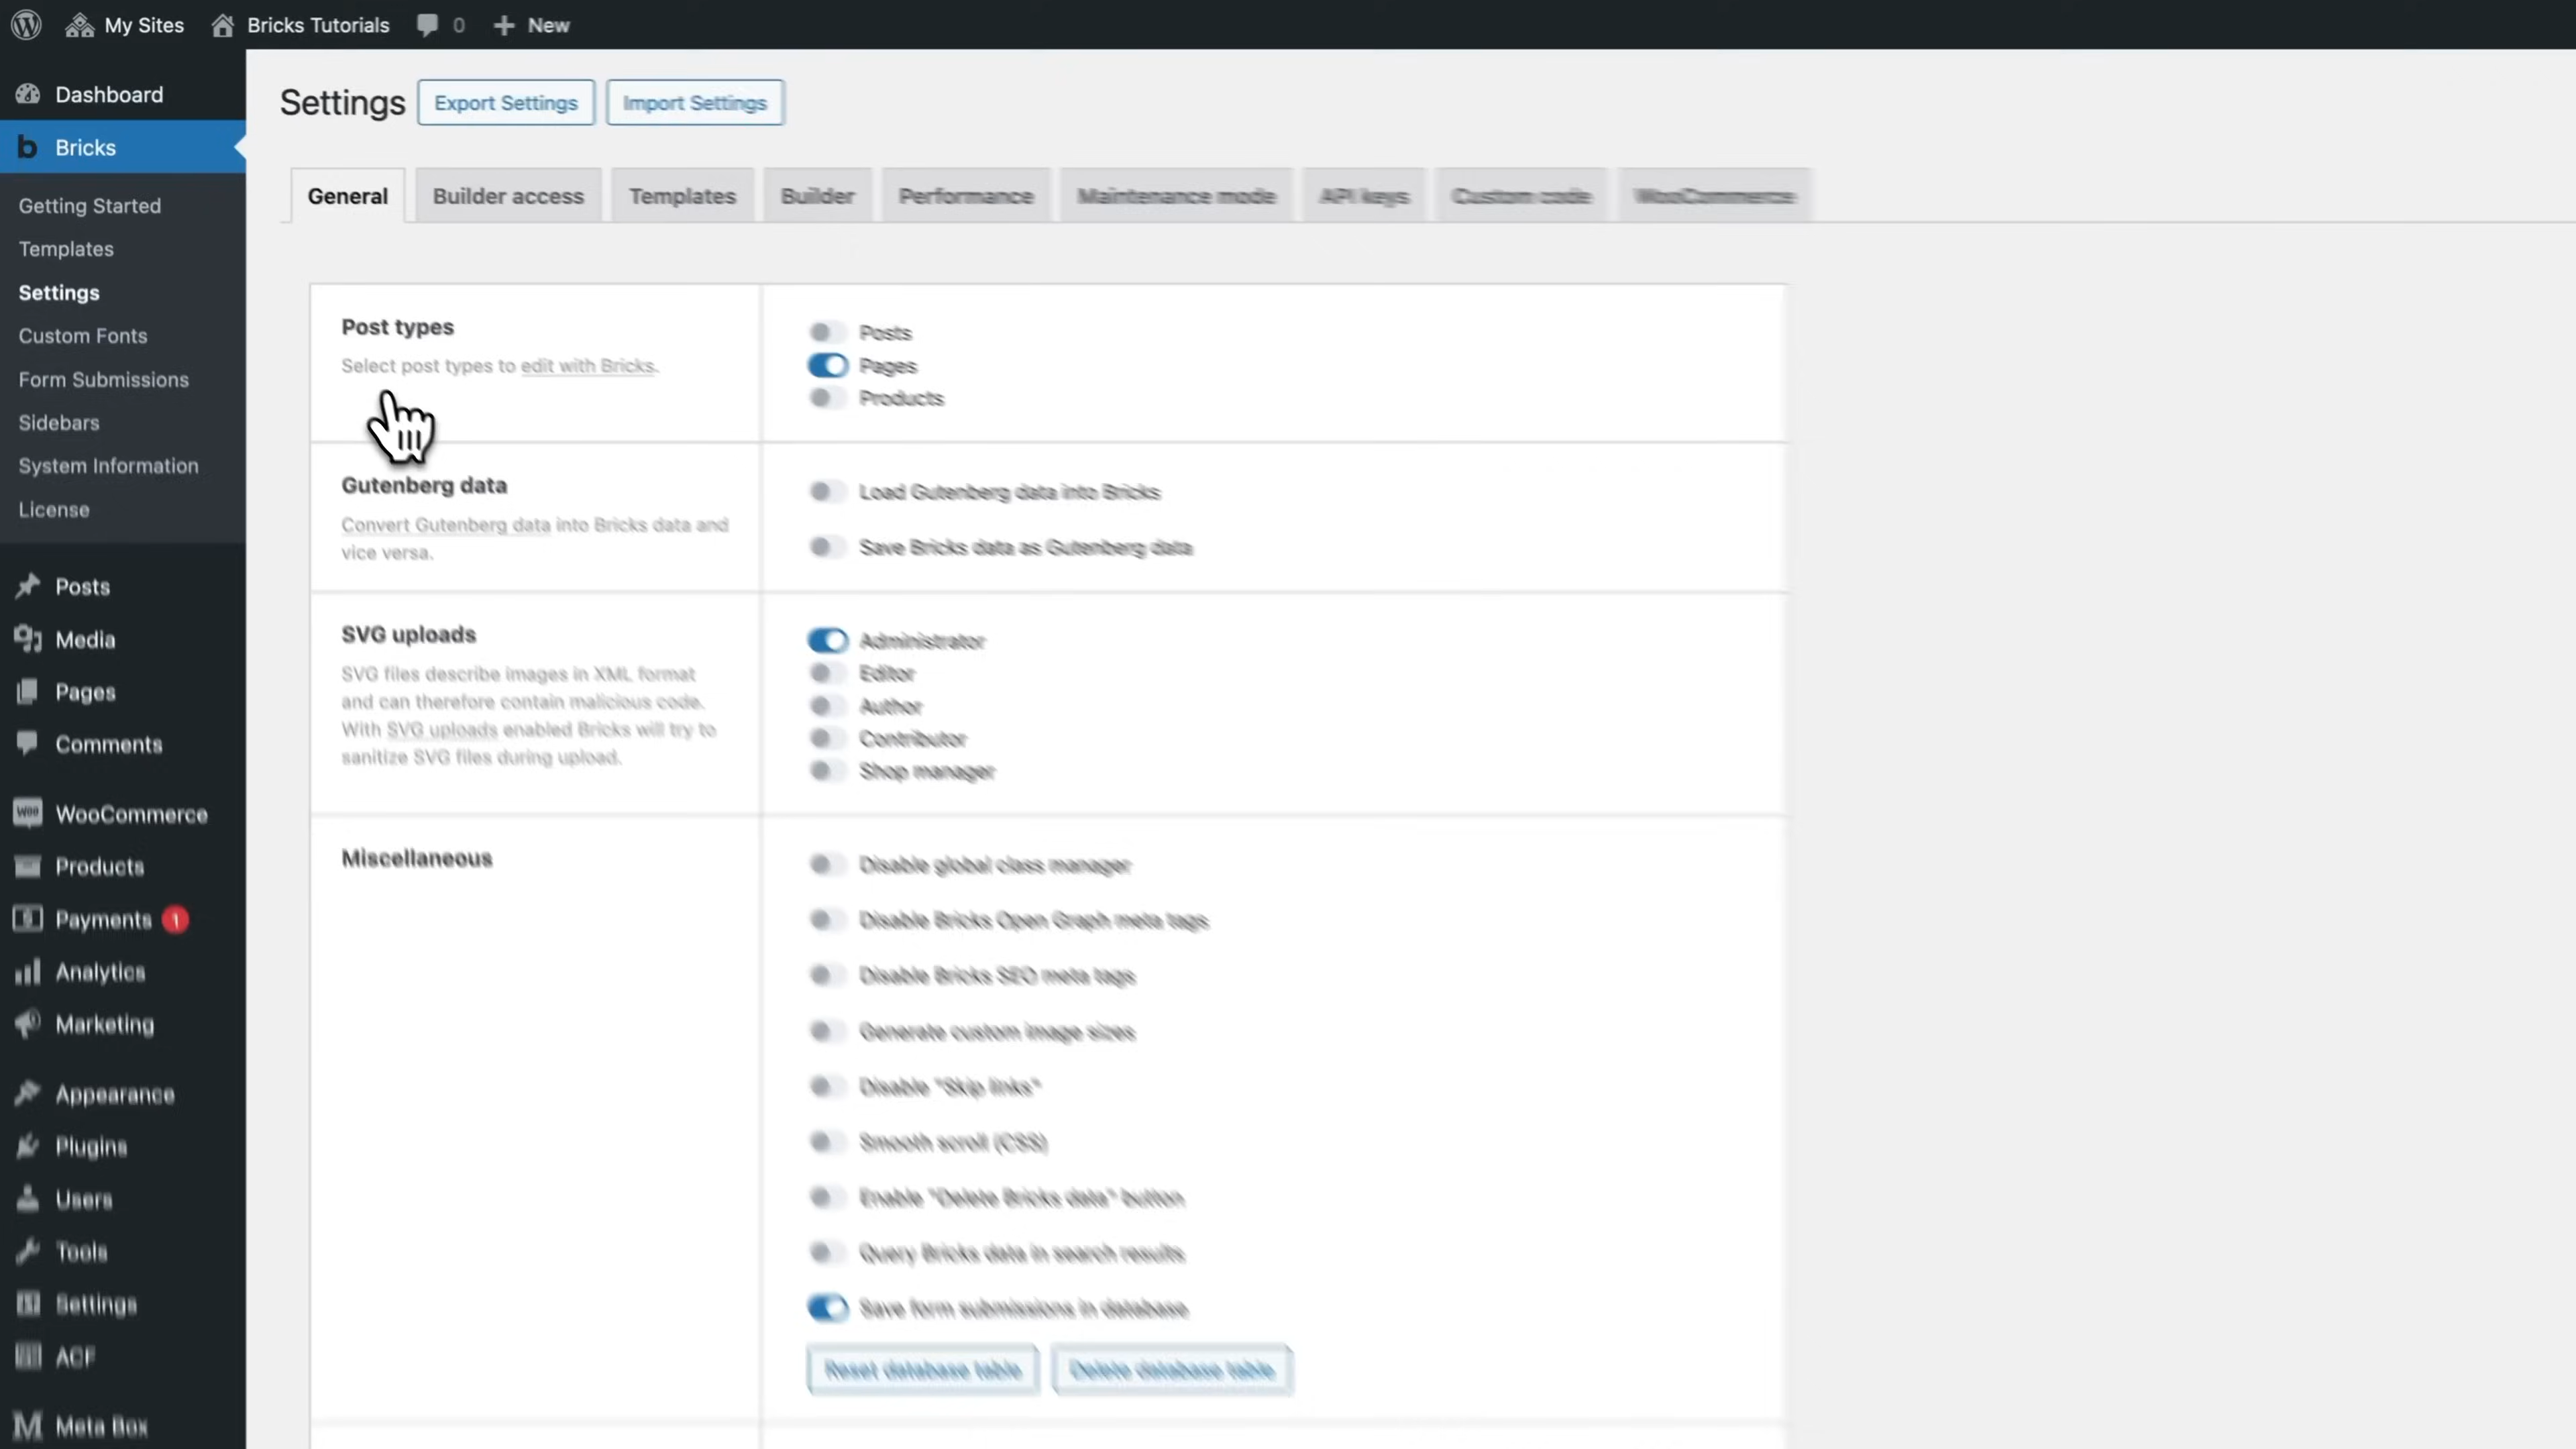 My Sites
Bricks Tutorials
0
New
Dashboard
Bricks
Getting Started
Templates
Settings
Custom Fonts
Form Submissions
Sidebars
System Information
License
Posts
Media
Pages
Comments
WooCommerce
Products
Payments 1
Analytics
Marketing
Appearance
Plugins
Users
Tools
Settings
ACF
Meta Box
Settings
Export Settings
Import Settings
General
Builder access
Templates
Builder
Performance
Maintenance mode
API keys
Custom code
WooCommerce
Post types
Select post types to edit with Bricks.
Posts
Pages
Products
Gutenberg data
Convert Gutenberg data into Bricks data and
vice versa.
Load Gutenberg data into Bricks
Save Bricks data as Gutenberg data
SVG uploads
SVG files describe images in XML format
and can therefore contain malicious code.
With SVG uploads enabled Bricks will try to
sanitize SVG files during upload.
Administrator
Editor
Author
Contributor
Shop manager
Miscellaneous
Disable global class manager
Disable Bricks Open Graph meta tags
Disable Bricks SEO meta tags
Generate custom image sizes
Disable "Skip links"
Smooth scroll (CSS)
Enable "Delete Bricks data" button
Query Bricks data in search results
Save form submissions in database
Reset database table
Delete database table